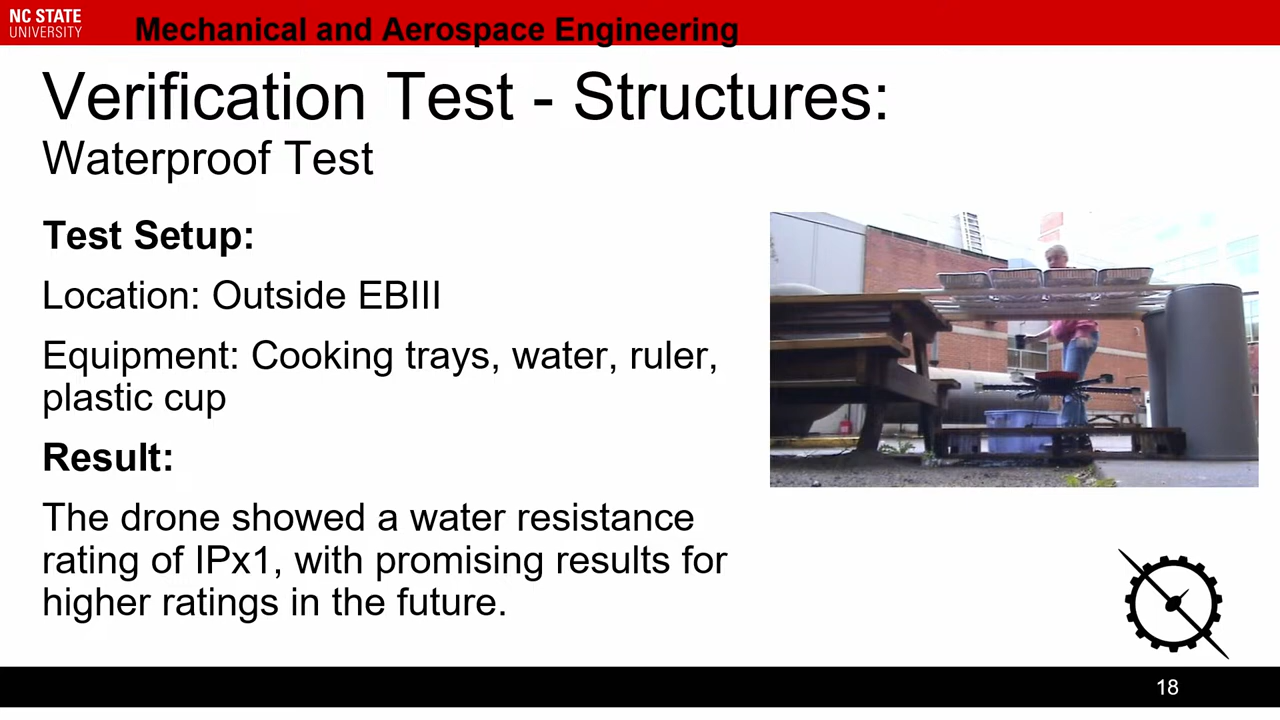 NC STATE
UNIVERSITY
Mechanical and Aerospace Engineering
Verification Test - Structures:
Waterproof Test
Test Setup:
Location: Outside EBIII
Equipment: Cooking trays, water, ruler,
plastic cup
Result:
The drone showed a water resistance
rating of IPx1, with promising results for
higher ratings in the future.
18